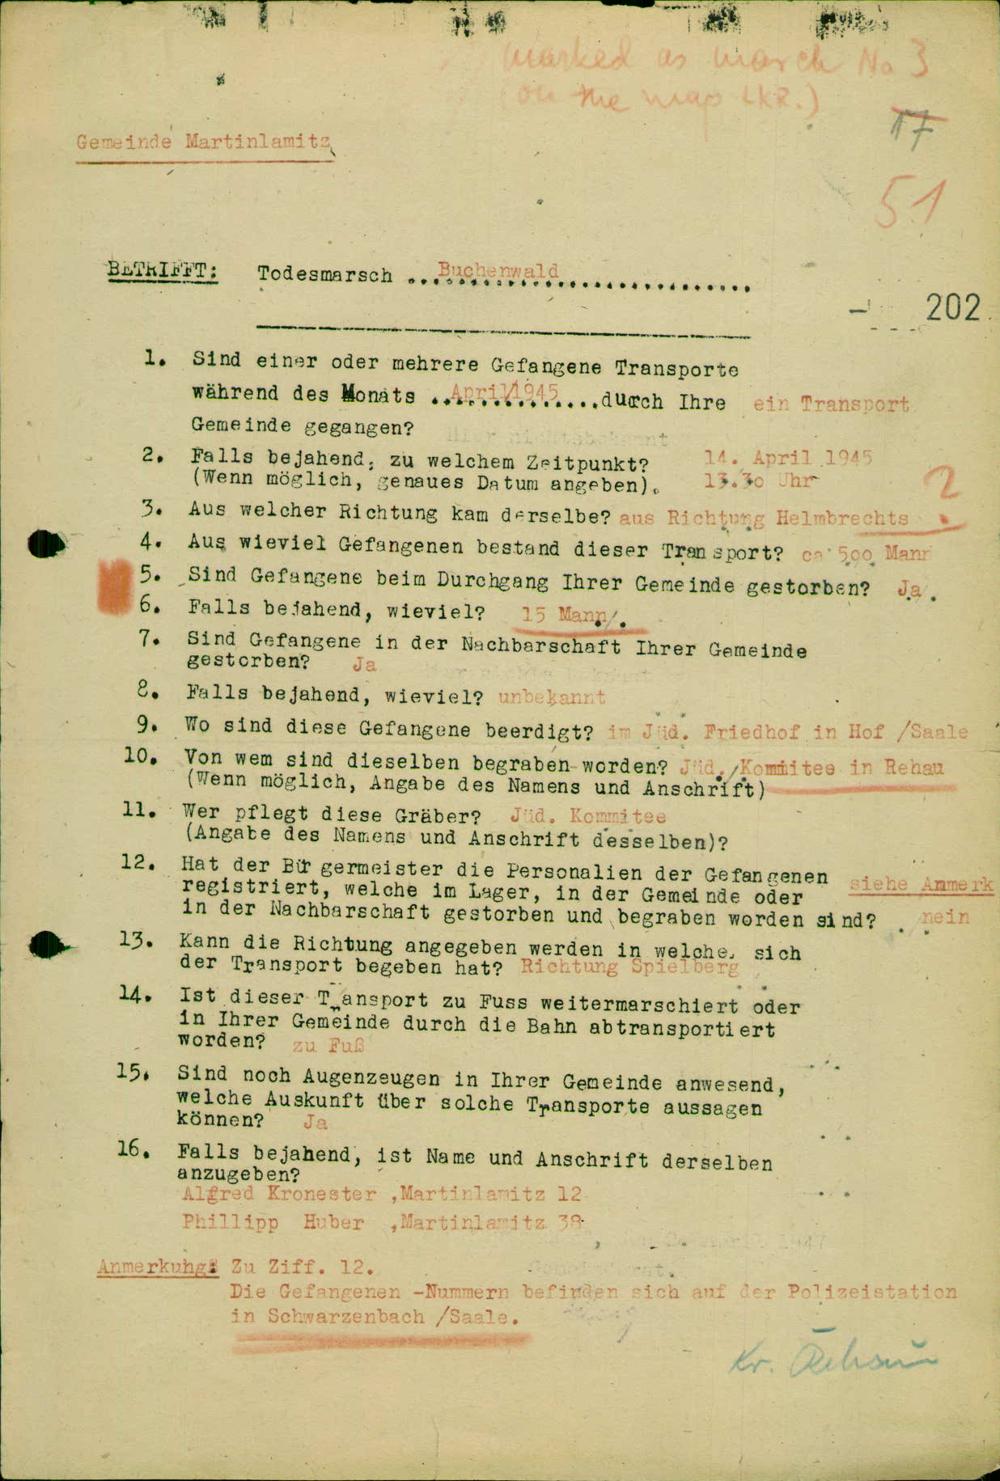 marked as march No 3
(on the map LKR.)
17
Gemeinde Martinlamitz
51
BETRIFFT: Todesmarsch ..Buchenwald............................
202
1. Sind einer oder mehrere Gefangene Transporte
während des Monats ..April/1945......durch Ihre ein Transport
Gemeinde gegangen?
2. Falls bejahend, zu welchem Zeitpunkt? 14. April 1945
(Wenn möglich, genaues Datum angeben). 13.30 Uhr
?
3. Aus welcher Richtung kam derselbe? aus Richtung Helmbrechts
4. Aus wieviel Gefangenen bestand dieser Transport? ca 500 Mann
5. Sind Gefangene beim Durchgang Ihrer Gemeinde gestorben? Ja.
6. Falls bejahend, wieviel? 15 Mann/.
7. Sind Gefangene in der Nachbarschaft Ihrer Gemeinde
gestorben? Ja
8. Falls bejahend, wieviel? unbekannt
9. Wo sind diese Gefangene beerdigt? im Jüd. Friedhof in Hof /Saale
10. Von wem sind dieselben begraben worden? Jüd. Kommitee in Rehau
(Wenn möglich, Angabe des Namens und Anschrift)
11. Wer pflegt diese Gräber? Jüd. Kommitee
(Angabe des Namens und Anschrift desselben)?
12. Hat der Bürgermeister die Personalien der Gefangenen siehe Anmerk
registriert, welche im Lager, in der Gemeinde oder
in der Nachbarschaft gestorben und begraben worden sind? nein
13. Kann die Richtung angegeben werden in welche, sich
der Transport begeben hat? Richtung Spielberg
14. Ist dieser Transport zu Fuss weitermarschiert oder
in Ihrer Gemeinde durch die Bahn abtransportiert
worden? zu Fuß
15. Sind noch Augenzeugen in Ihrer Gemeinde anwesend,
welche Auskunft über solche Transporte aussagen
können? Ja
16. Falls bejahend, ist Name und Anschrift derselben
anzugeben?
Alfred Kronester ,Martinlamitz 12
Phillipp Huber ,Martinlamitz 38
Anmerkuhg: Zu Ziff. 12.
Die Gefangenen -Nummern befinden sich auf der Polizeistation
in Schwarzenbach /Saale.
Kr. Rehau